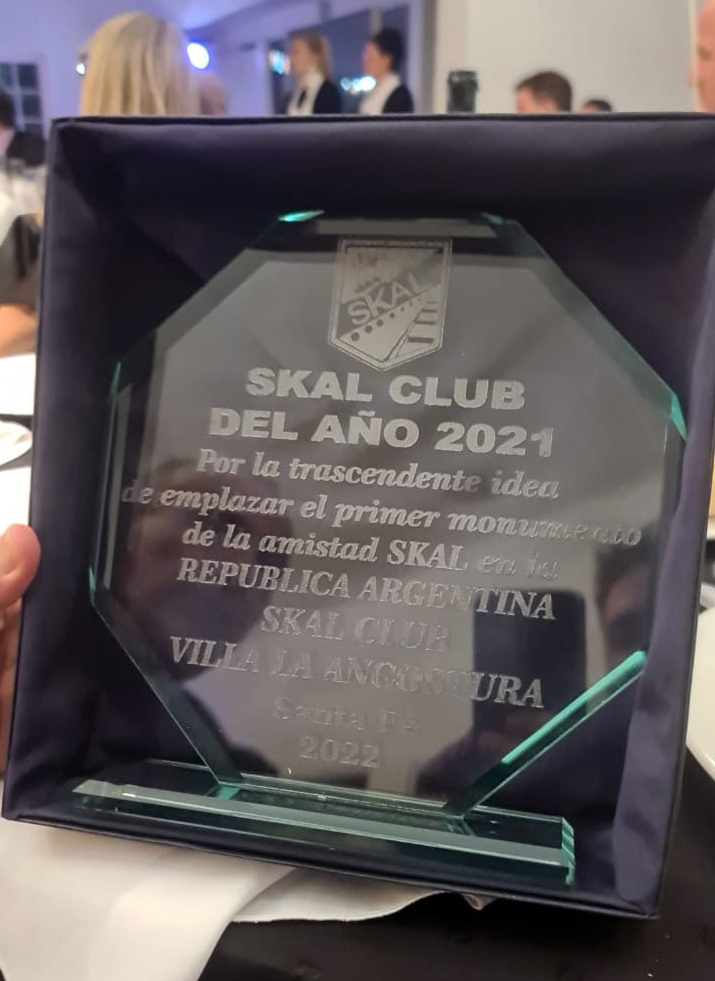 SKAL
SKAL CLUB
DEL AÑO 2021
Por la trascendente idea
de emplazar el primer monumento
de la amistad SKAL en la
REPUBLICA ARGENTINA
SKAL CLUB
VILLA LA ANGOSTURA
Santa Fe
2022